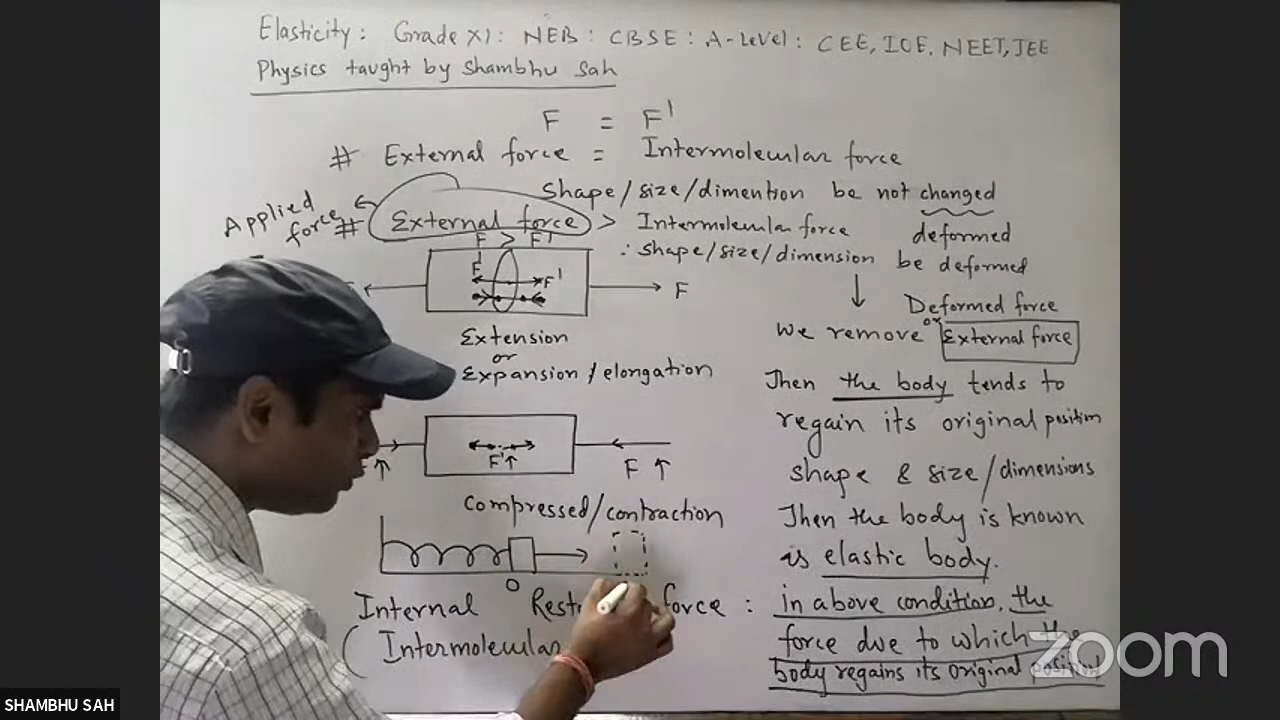 Elasticity: Grade XI: NEB: CBSE: A-Level: CEE, IOE, NEET, JEE
Physics taught by Shambhu Sah
F = F'
# External force = Intermolecular force
Shape/size/dimention be not changed
deformed
Applied force
# External force > Intermolecular force
F > F'
∴ shape/size/dimension be deformed
F' F'
F
Extension
or
Expansion/elongation
Deformed force
or
We remove External force
Then the body tends to
regain its original position
shape & size/dimensions
Then the body is known
is elastic body.
F'↑
↑ F ↑
Compressed/contraction
O
Internal force :
(Intermolecular
in above condition, the
force due to which the
body regains its original position
zoom
SHAMBHU SAH